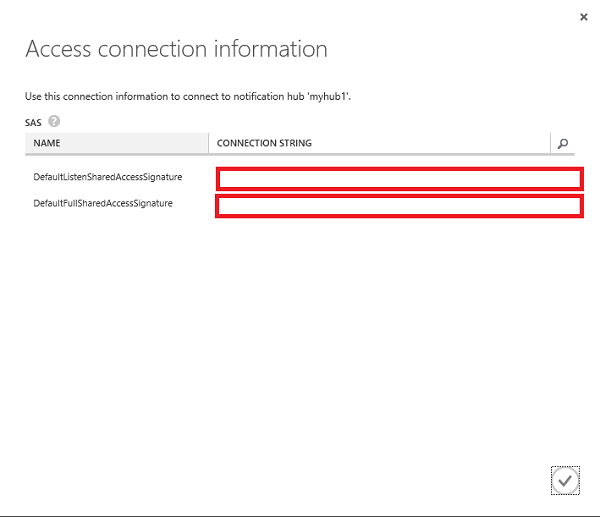 Access connection information
Use this connection information to connect to notification hub 'myhub1'.
SAS ?
NAME CONNECTION STRING
DefaultListenSharedAccessSignature
DefaultFullSharedAccessSignature